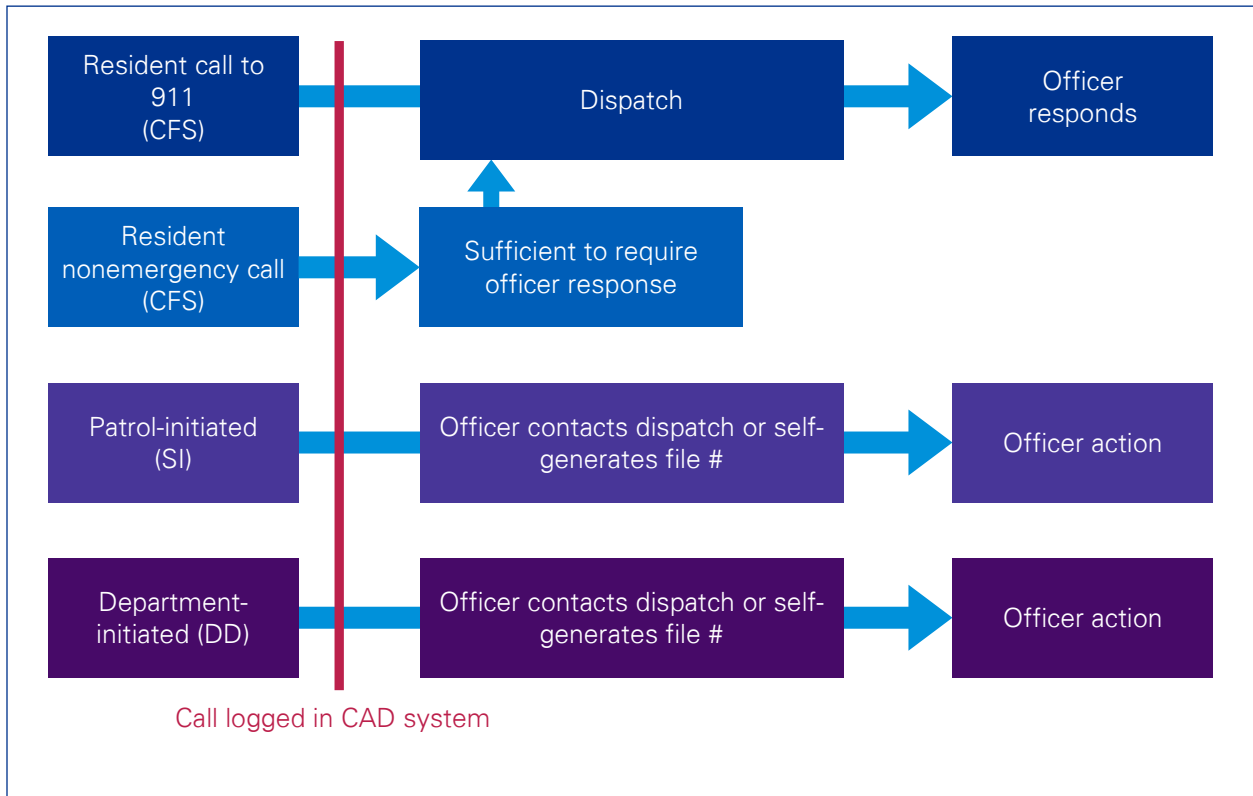 Resident call to
911
(CFS)
Dispatch
Officer
responds
Resident
nonemergency call
(CFS)
Sufficient to require
officer response
Patrol-initiated
(SI)
Officer contacts dispatch or self-
generates file #
Officer action
Department-
initiated (DD)
Officer contacts dispatch or self-
generates file #
Officer action
Call logged in CAD system